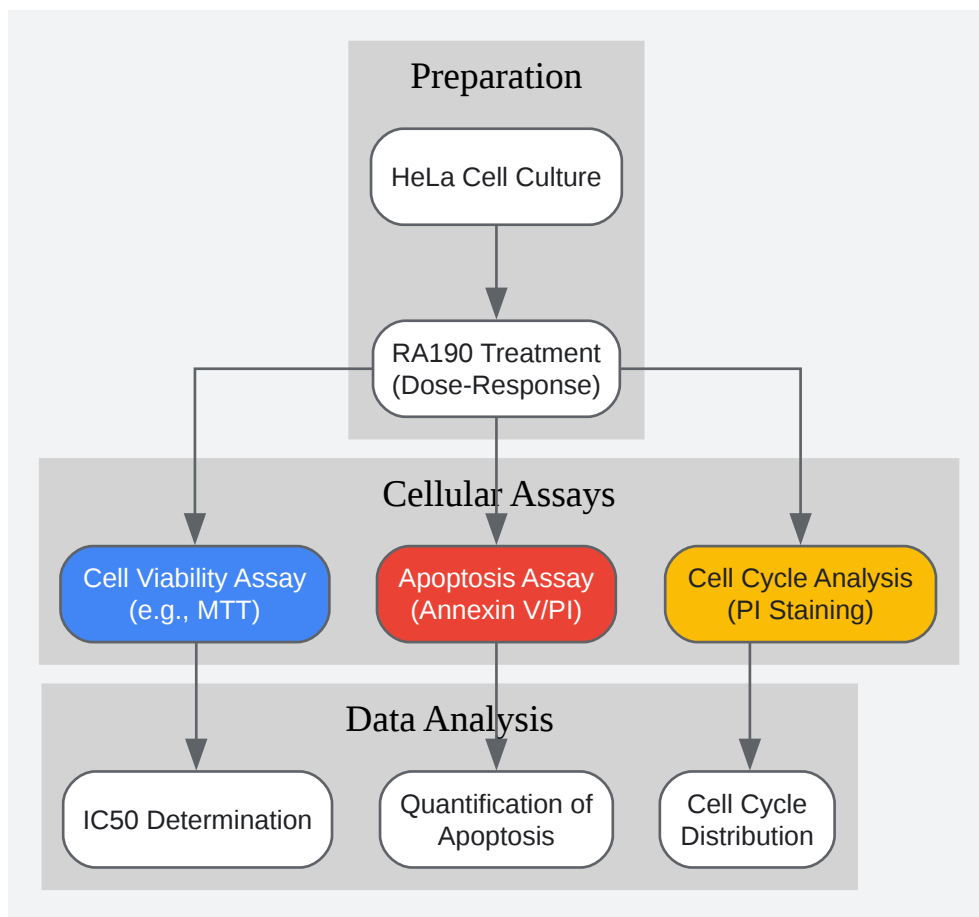 Preparation
HeLa Cell Culture
RA190 Treatment
(Dose-Response)
Cellular Assays
Cell Viability Assay
(e.g., MTT)
Apoptosis Assay
(Annexin V/PI)
Cell Cycle Analysis
(PI Staining)
Data Analysis
IC50 Determination
Quantification of
Apoptosis
Cell Cycle
Distribution